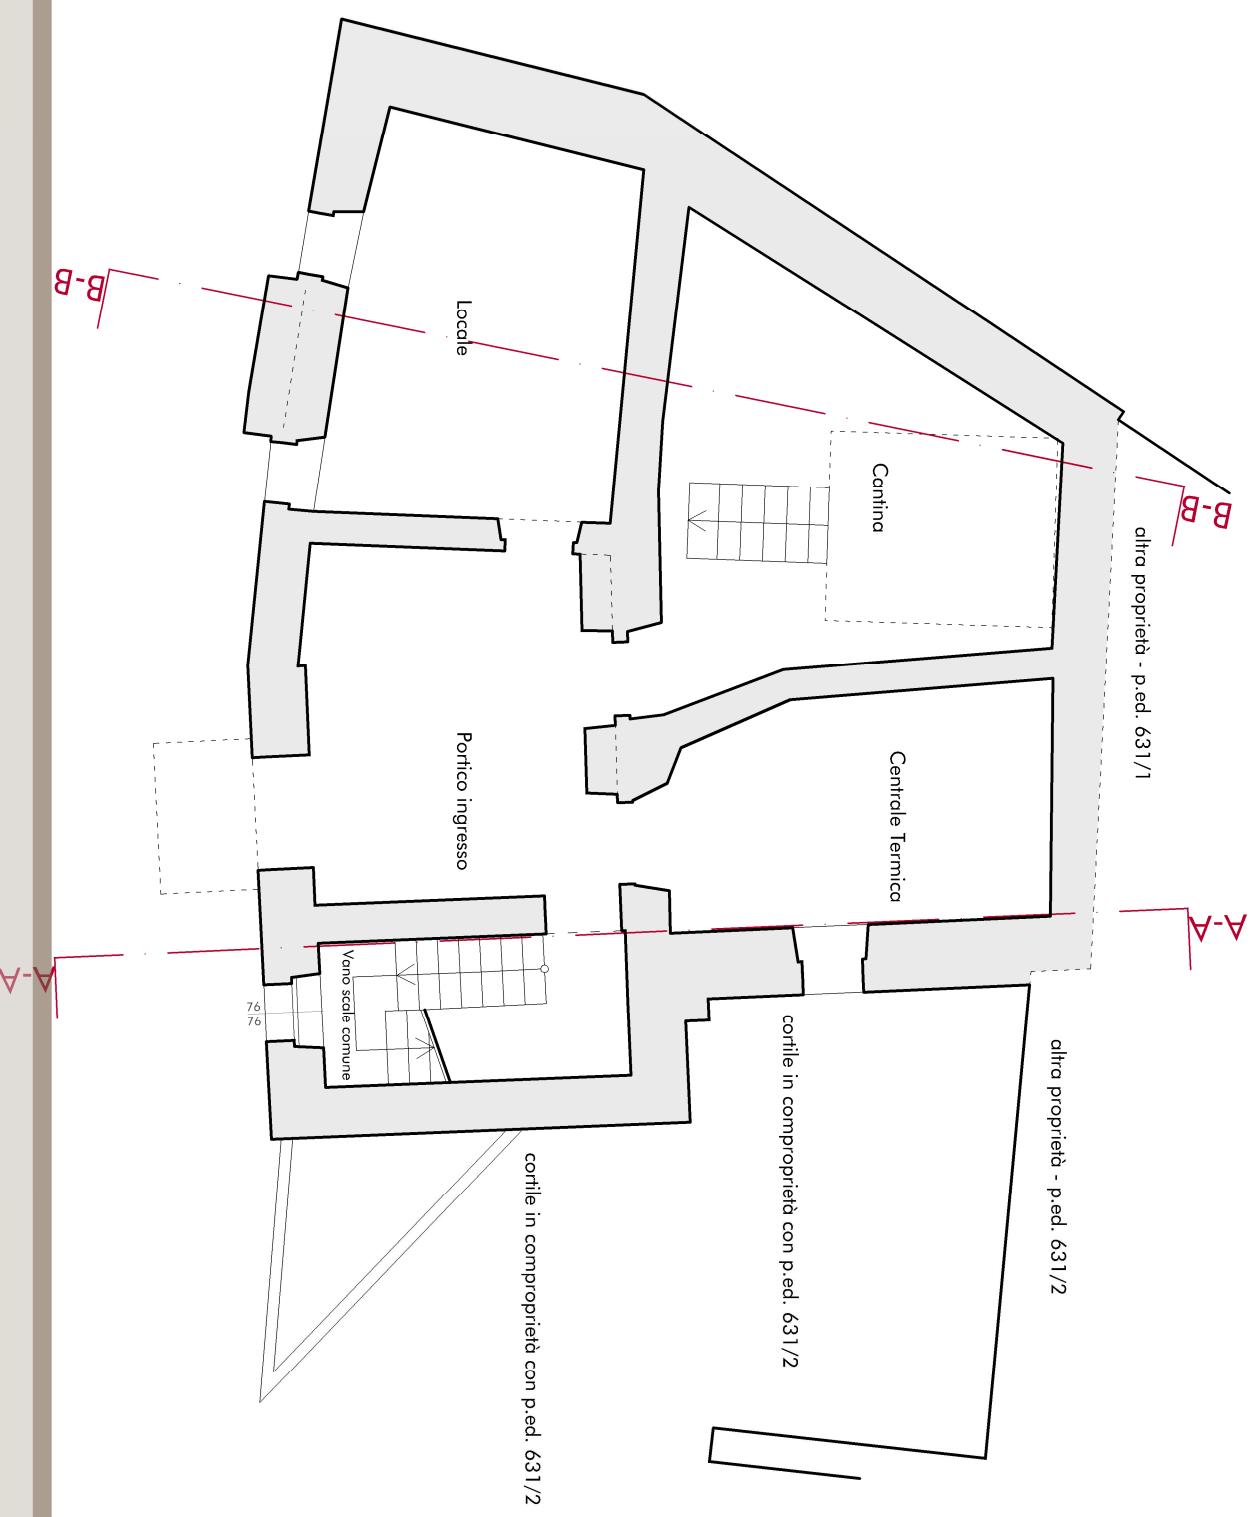 B-B
Locale
Cantina
B-B
altra proprietà - p.ed. 631/1
Portico ingresso
Centrale Termica
A-A
A-A
Vano scale comune
76
76
cortile in comproprietà con p.ed. 631/2
altra proprietà - p.ed. 631/2
cortile in comproprietà con p.ed. 631/2